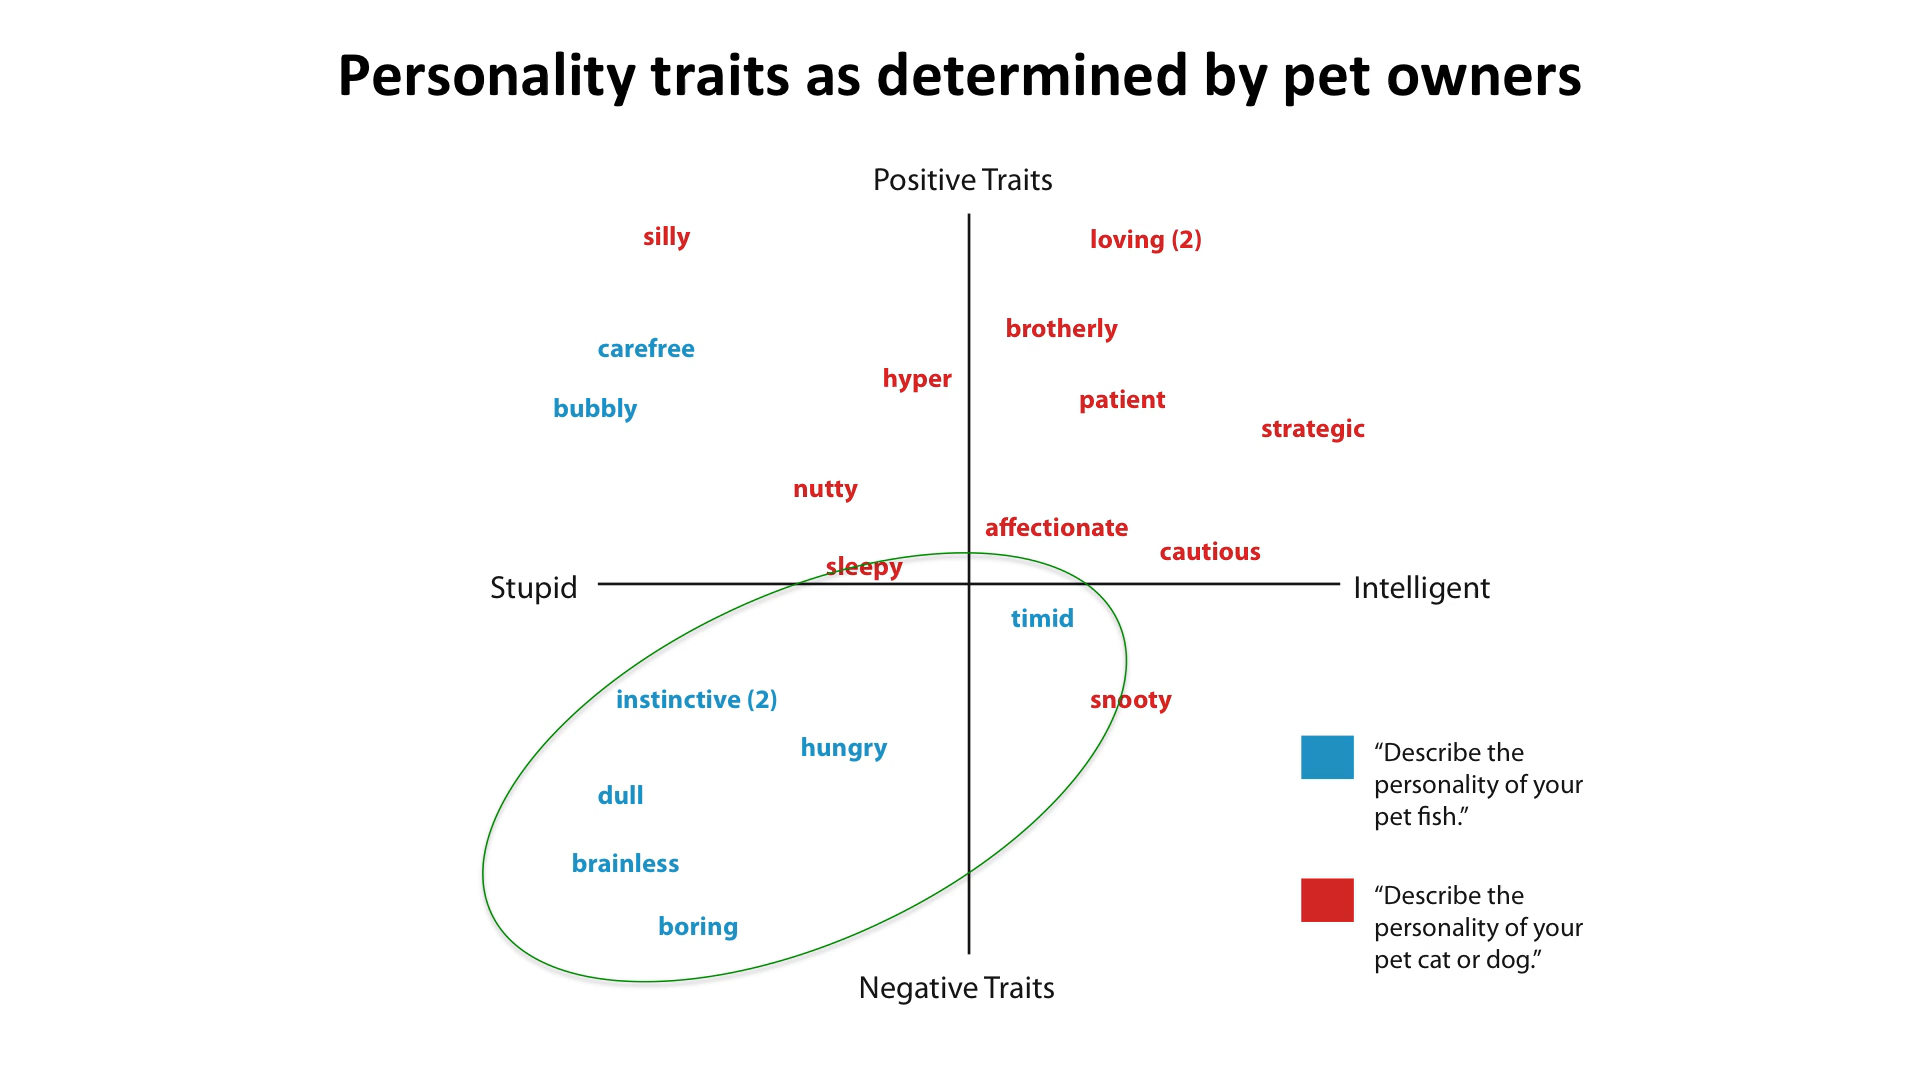 Personality traits as determined by pet owners
Positive Traits
silly
loving (2)
brotherly
carefree
hyper
patient
bubbly
strategic
nutty
affectionate
cautious
sleepy
Stupid
Intelligent
timid
instinctive (2)
snooty
hungry
dull
brainless
boring
Negative Traits
“Describe the
personality of your
pet fish.”
“Describe the
personality of your
pet cat or dog.”